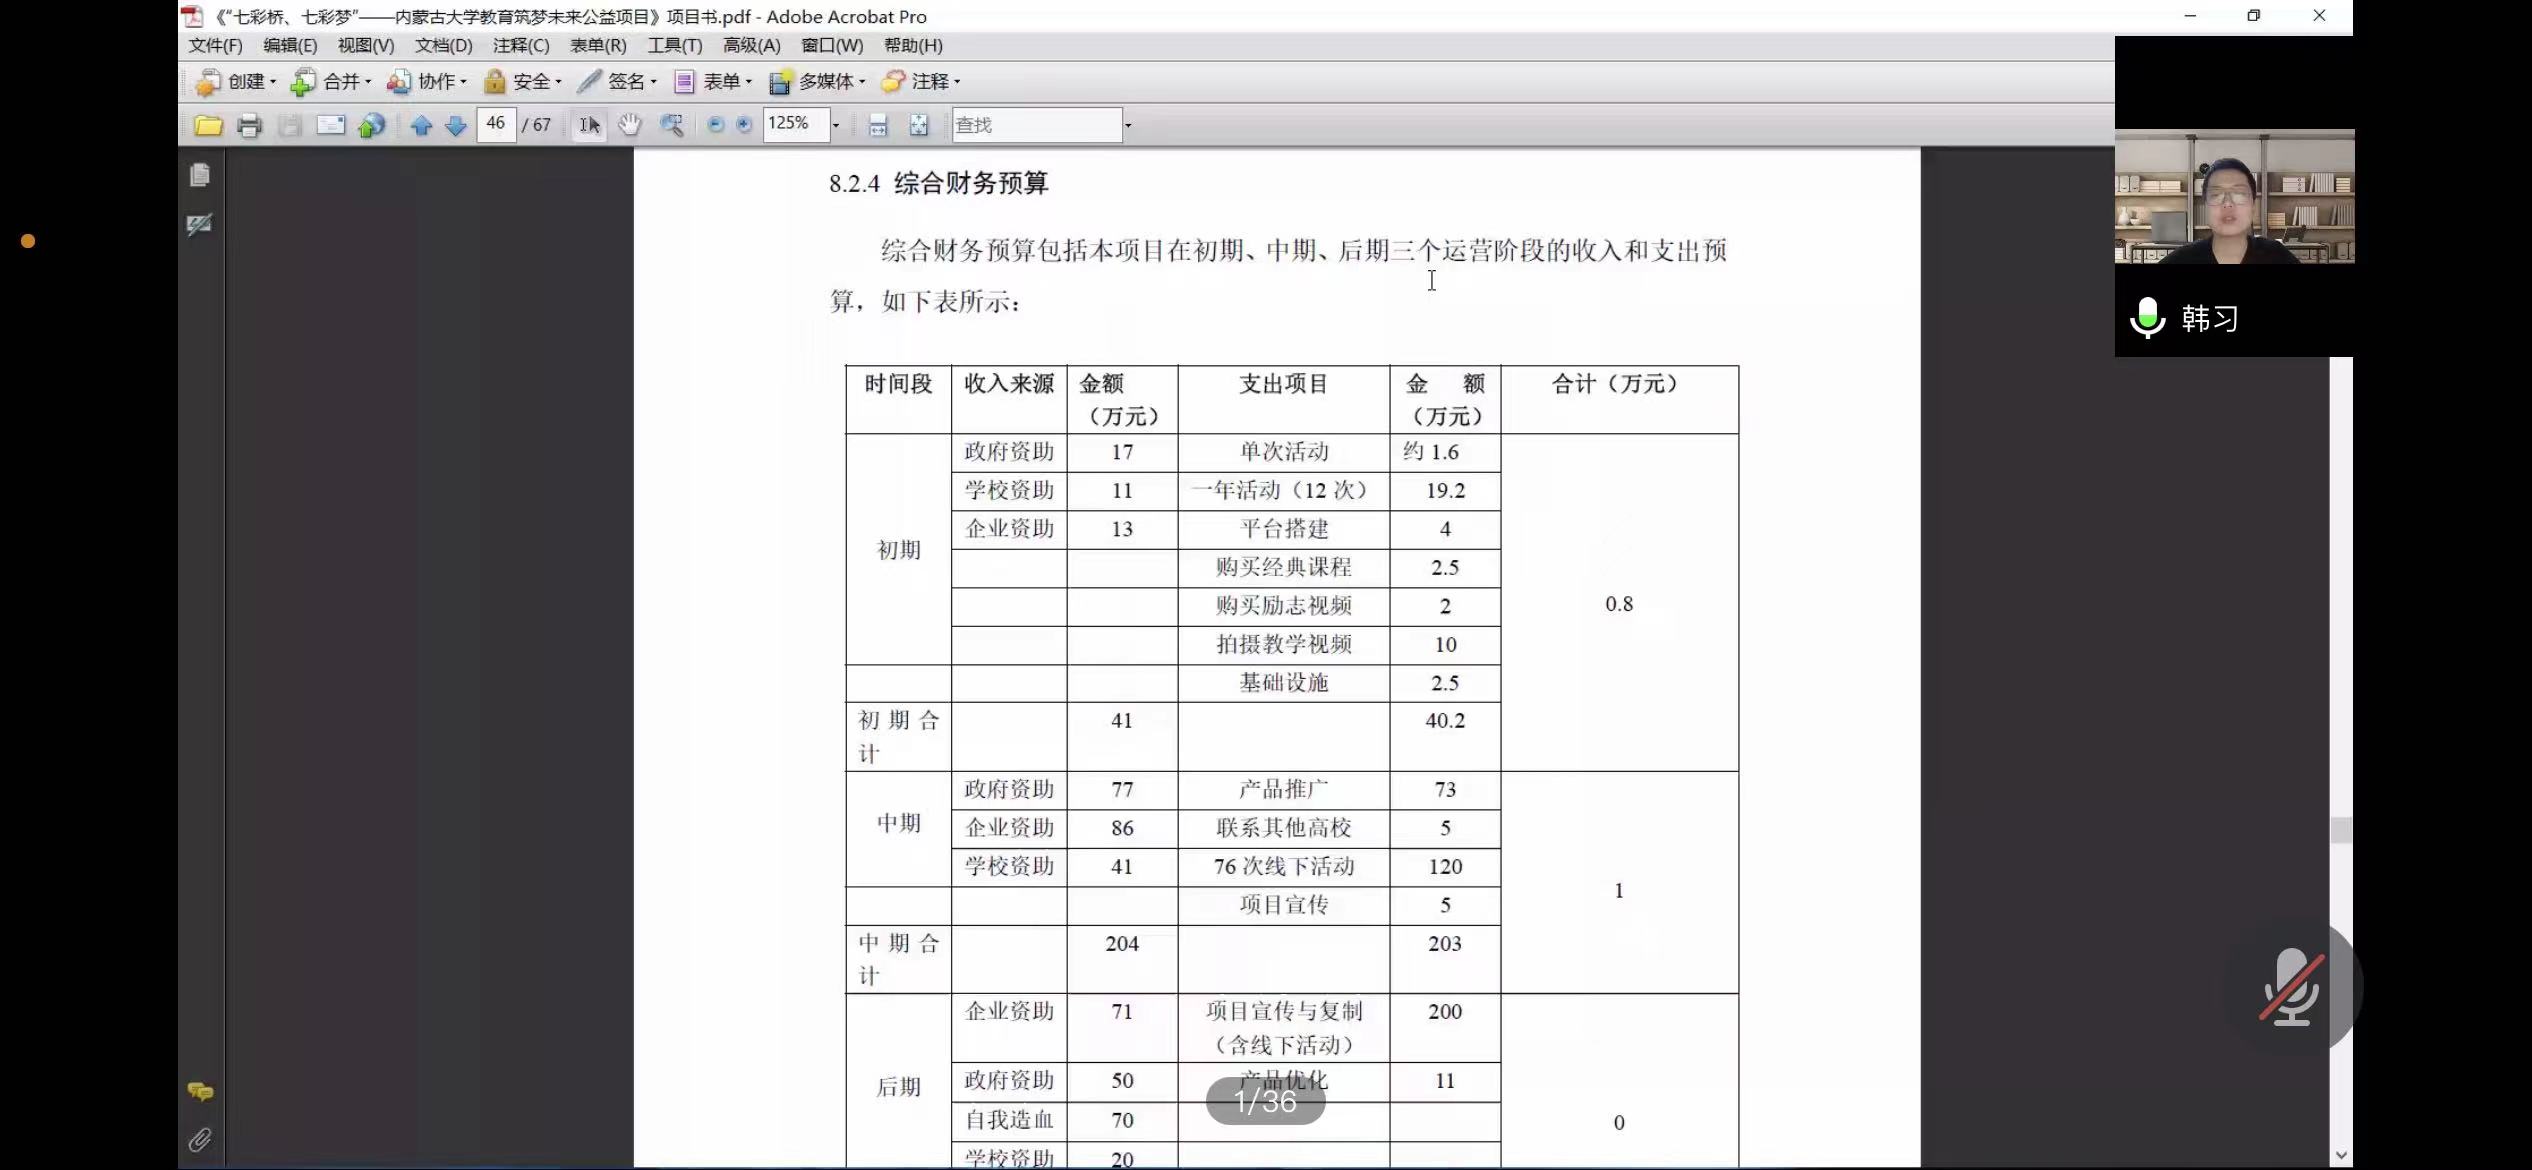 《“七彩桥、七彩梦”——内蒙古大学教育筑梦未来公益项目》项目书.pdf - Adobe Acrobat Pro
文件(F) 编辑(E) 视图(V) 文档(D) 注释(C) 表单(R) 工具(T) 高级(A) 窗口(W) 帮助(H)
创建 合并 协作 安全 签名 表单 多媒体 注释
46 / 67 125% 查找
8.2.4 综合财务预算
综合财务预算包括本项目在初期、中期、后期三个运营阶段的收入和支出预
算，如下表所示：
韩习
时间段 收入来源 金额（万元） 支出项目 金 额（万元） 合计（万元）
政府资助 17 单次活动 约 1.6
学校资助 11 一年活动（12 次） 19.2
初期 企业资助 13 平台搭建 4
购买经典课程 2.5
购买励志视频 2 0.8
拍摄教学视频 10
基础设施 2.5
初期合计 41 40.2
政府资助 77 产品推广 73
中期 企业资助 86 联系其他高校 5
学校资助 41 76 次线下活动 120 1
项目宣传 5
中期合计 204 203
企业资助 71 项目宣传与复制（含线下活动） 200
后期 政府资助 50 产品优化 11
自我造血 70 0
学校资助 20
1/36